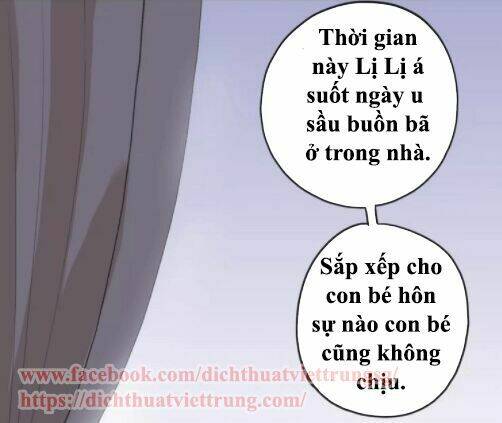 Thời gian
này Lị Lị á
suốt ngày u
sầu buồn bã
ở trong nhà.
Sắp xếp cho
con bé hôn
sự nào con bé
cũng không
chịu.
www.facebook.com/dichthuatviettrungsg/
https://dichthuatviettrung.com/